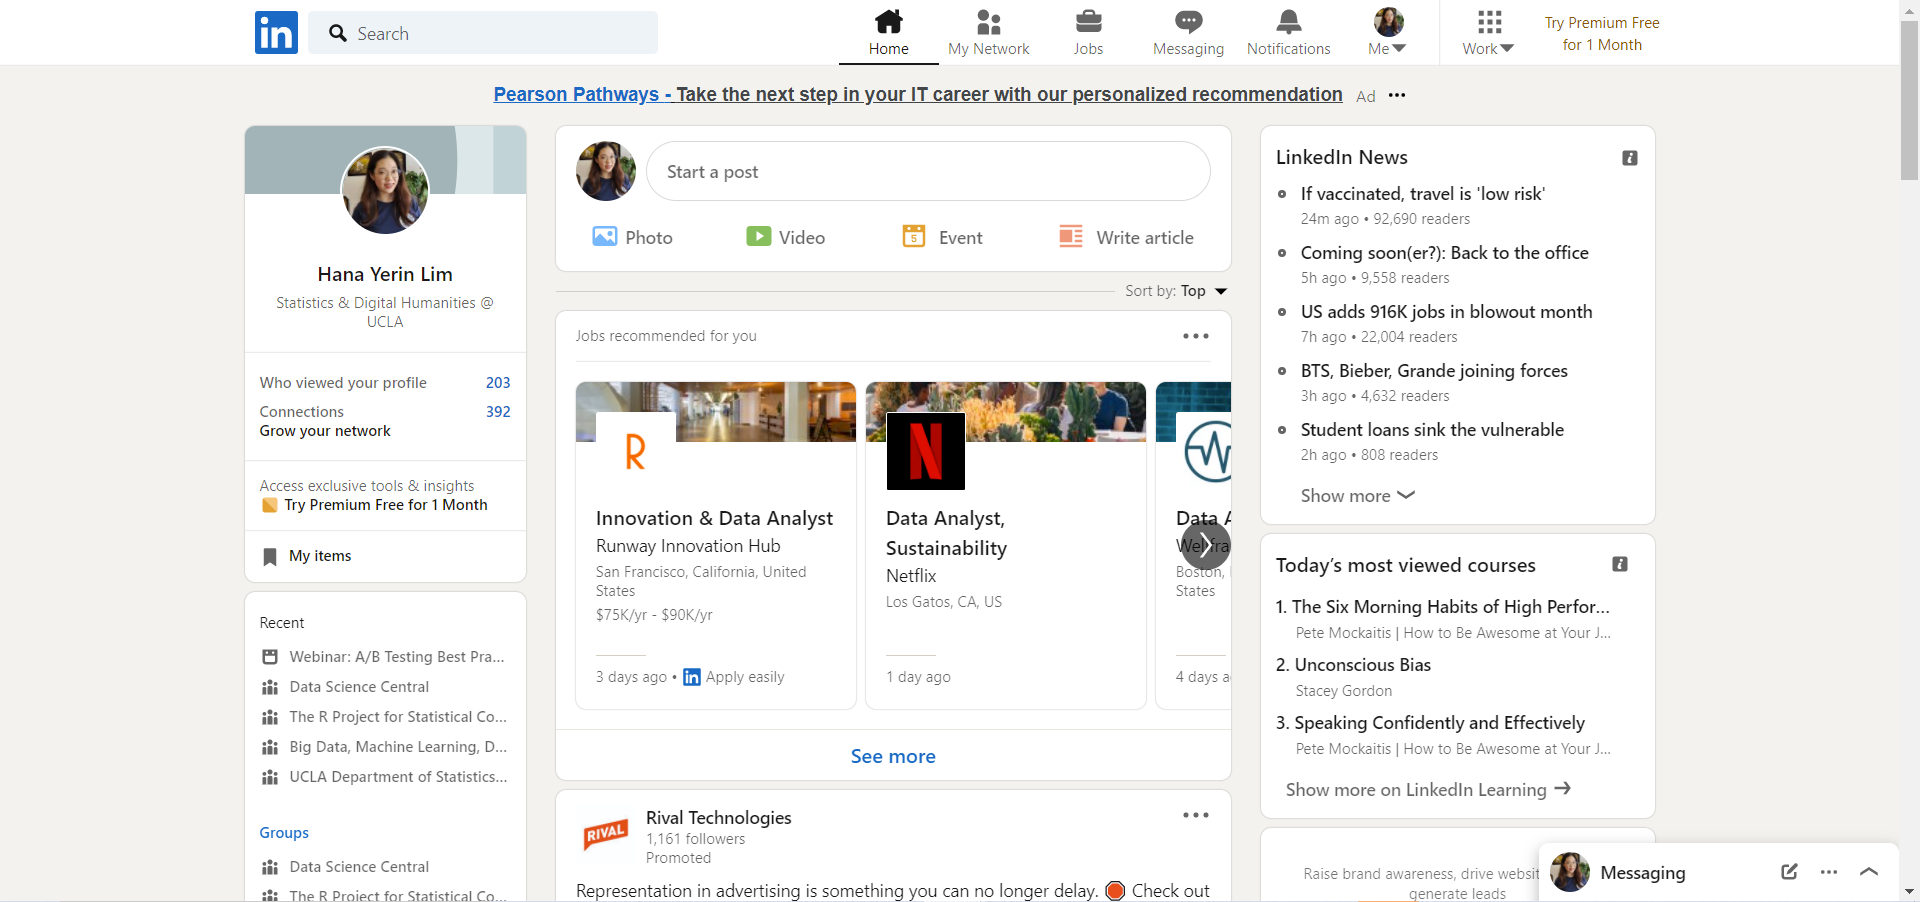 in
Search
Home
My Network
Jobs
Messaging
Notifications
Me
Work
Try Premium Free
for 1 Month
Pearson Pathways - Take the next step in your IT career with our personalized recommendation
Ad
Hana Yerin Lim
Statistics & Digital Humanities @
UCLA
Who viewed your profile 203
Connections 392
Grow your network
Access exclusive tools & insights
Try Premium Free for 1 Month
My items
Recent
Webinar: A/B Testing Best Pra...
Data Science Central
The R Project for Statistical Co...
Big Data, Machine Learning, D...
UCLA Department of Statistics...
Groups
Data Science Central
The R Project for Statistical Co...
Start a post
Photo
Video
5
Event
Write article
Sort by: Top
Jobs recommended for you
R
Innovation & Data Analyst
Runway Innovation Hub
San Francisco, California, United
States
$75K/yr - $90K/yr
3 days ago • in Apply easily
N
Data Analyst,
Sustainability
Netflix
Los Gatos, CA, US
1 day ago
Data A
Boston,
States
4 days a
See more
RIVAL
Rival Technologies
1,161 followers
Promoted
Representation in advertising is something you can no longer delay. 🛑 Check out
LinkedIn News
If vaccinated, travel is 'low risk'
24m ago • 92,690 readers
Coming soon(er?): Back to the office
5h ago • 9,558 readers
US adds 916K jobs in blowout month
7h ago • 22,004 readers
BTS, Bieber, Grande joining forces
3h ago • 4,632 readers
Student loans sink the vulnerable
2h ago • 808 readers
Show more
Today’s most viewed courses
1. The Six Morning Habits of High Perfor...
Pete Mockaitis | How to Be Awesome at Your J...
2. Unconscious Bias
Stacey Gordon
3. Speaking Confidently and Effectively
Pete Mockaitis | How to Be Awesome at Your J...
Show more on LinkedIn Learning
Raise brand awareness, drive websit
generate leads
Messaging